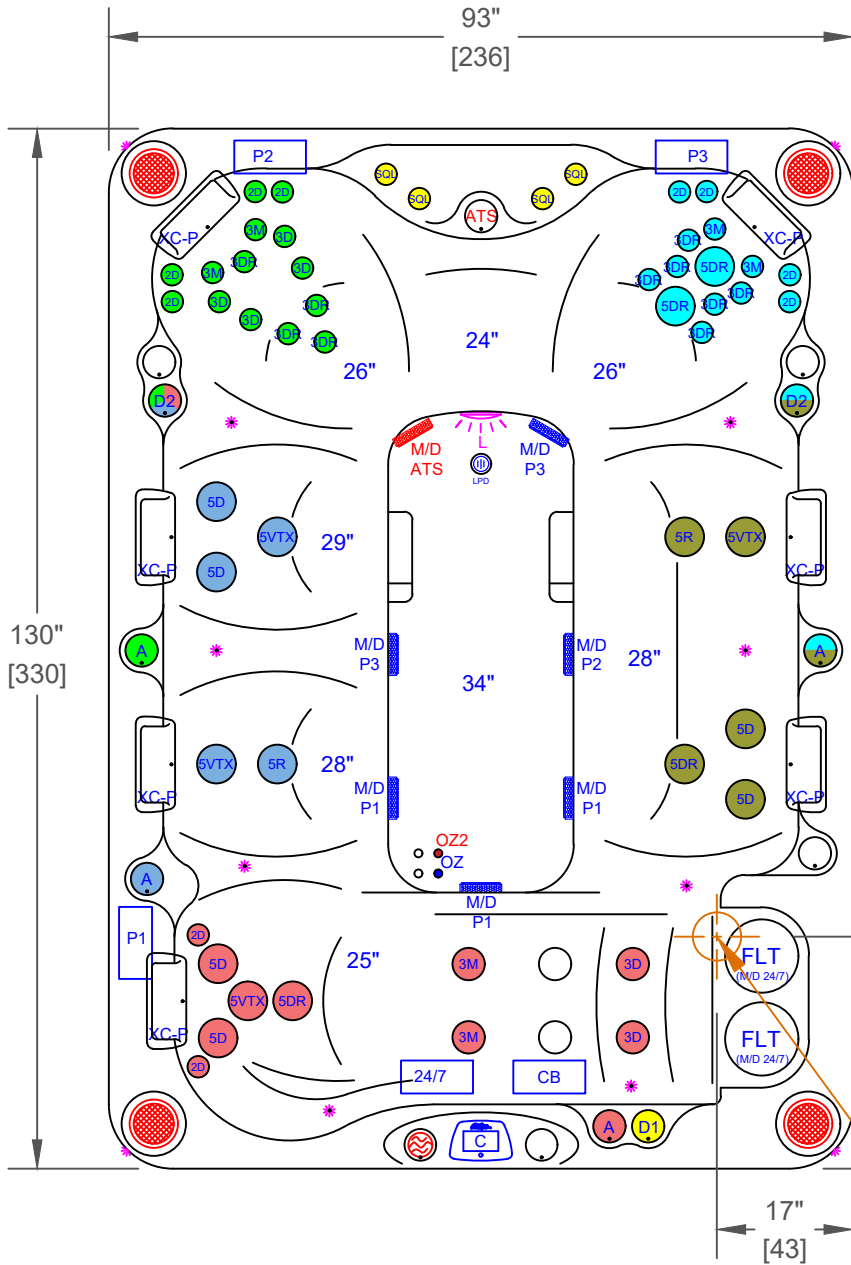 93"
[236]
P2
P3
2D
2D
SQL
SQL
SQL
SQL
2D
2D
ATS
XC-P
3M
3D
3DR
3D
3M
2D
2D
3D
3D
3DR
3DR
3DR
3M
3DR
XC-P
3DR
5DR
3M
2D
3DR
5DR
3DR
3DR
2D
3DR
26"
24"
26"
D2
D2
M/D
ATS
L
LPD
M/D
P3
5D
5VTX
5D
29"
XC-P
5R
5VTX
XC-P
130"
[330]
A
M/D
P3
34"
M/D
P2
28"
A
5VTX
5R
28"
XC-P
M/D
P1
M/D
P1
5D
5DR
5D
XC-P
OZ2
OZ
A
M/D
P1
P1
2D
5D
5VTX
5DR
5D
2D
XC-P
25"
3M
3M
3D
3D
FLT
(M/D 24/7)
FLT
(M/D 24/7)
24/7
CB
C
A
D1
17"
[43]